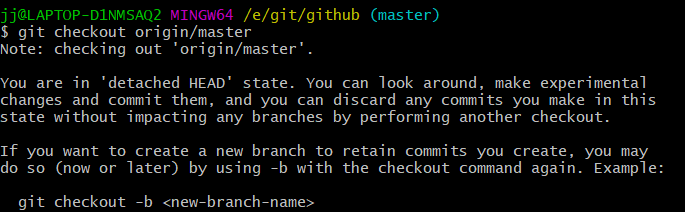 jj@LAPTOP-D1NMSAQ2 MINGW64 /e/git/github (master)
$ git checkout origin/master
Note: checking out 'origin/master'.
You are in 'detached HEAD' state. You can look around, make experimental
changes and commit them, and you can discard any commits you make in this
state without impacting any branches by performing another checkout.
If you want to create a new branch to retain commits you create, you may
do so (now or later) by using -b with the checkout command again. Example:
git checkout -b <new-branch-name>